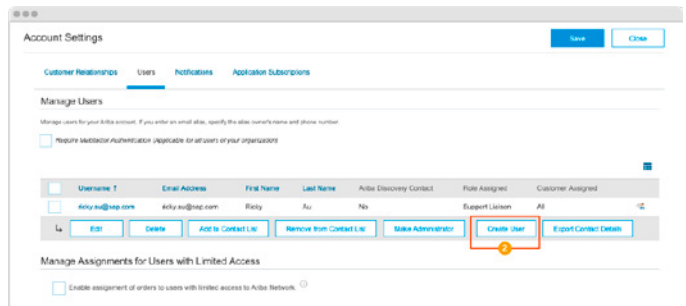 Account Settings
Save
Close
Customer Relationships
Users
Notifications
Application Subscriptions
Manage Users
Manage users for your Ariba account. If you enter an email alias, specify the alias owner's name and phone number.
Require Multifactor Authentication (Applicable for all users of your organization)
Username ↑
Email Address
First Name
Last Name
Ariba Discovery Contact
Role Assigned
Customer Assigned
ricky.au@sap.com
ricky.au@sap.com
Ricky
Au
No
Support Liaison
All
Edit
Delete
Add to Contact List
Remove from Contact List
Make Administrator
Create User
Export Contact Details
2
Manage Assignments for Users with Limited Access
Enable assignment of orders to users with limited access to Ariba Network.